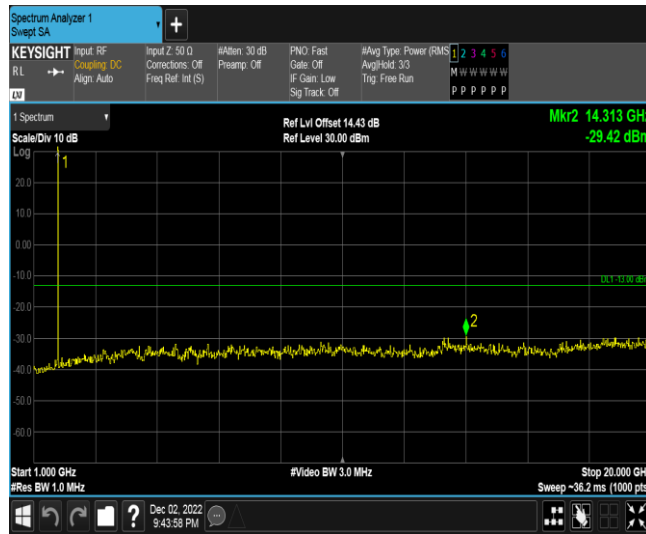 Spectrum Analyzer 1
Swept SA
+
KEYSIGHT
RL
LXI
Input: RF
Coupling: DC
Align: Auto
Input Z: 50 Ω
Corrections: Off
Freq Ref: Int (S)
#Atten: 30 dB
Preamp: Off
PNO: Fast
Gate: Off
IF Gain: Low
Sig Track: Off
#Avg Type: Power (RMS
Avg|Hold: 3/3
Trig: Free Run
1 2 3 4 5 6
M W W W W W
P P P P P P
1 Spectrum
Scale/Div 10 dB
Ref Lvl Offset 14.43 dB
Ref Level 30.00 dBm
Mkr2 14.313 GHz
-29.42 dBm
Log
1
20.0
10.0
0.00
-10.0
DL1 -13.00 dBm
-20.0
2
-30.0
-40.0
-50.0
-60.0
Start 1.000 GHz
#Video BW 3.0 MHz
Stop 20.000 GHz
#Res BW 1.0 MHz
Sweep ~36.2 ms (1000 pts)
?
Dec 02, 2022
9:43:58 PM